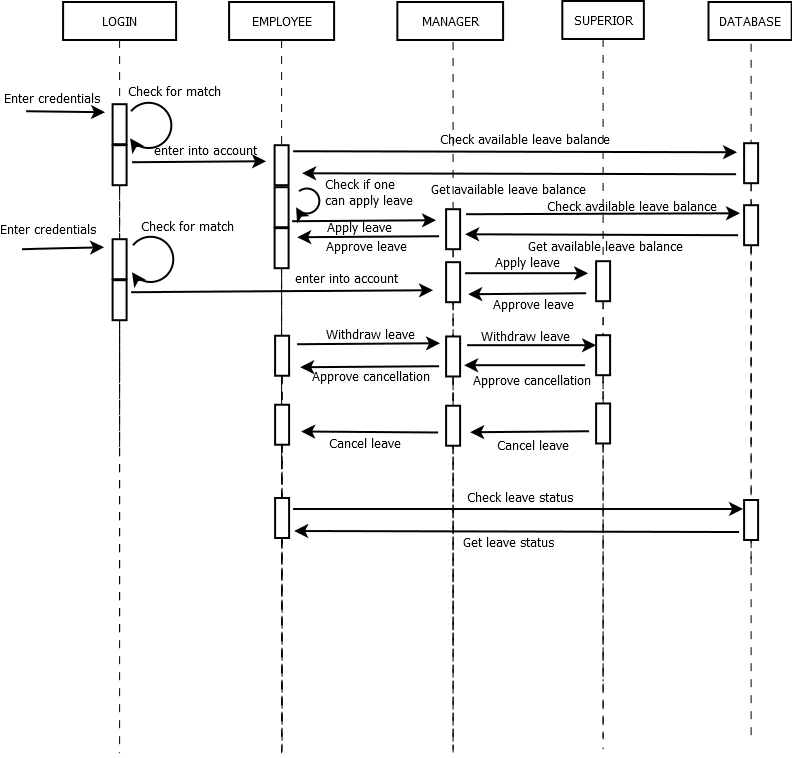 LOGIN
EMPLOYEE
MANAGER
SUPERIOR
DATABASE
Check for match
Enter credentials
Check available leave balance
enter into account
Check if one
can apply leave
Get available leave balance
Check available leave balance
Apply leave
Enter credentials
Check for match
Approve leave
Get available leave balance
Apply leave
enter into account
Approve leave
Withdraw leave
Withdraw leave
Approve cancellation
Approve cancellation
Cancel leave
Cancel leave
Check leave status
Get leave status